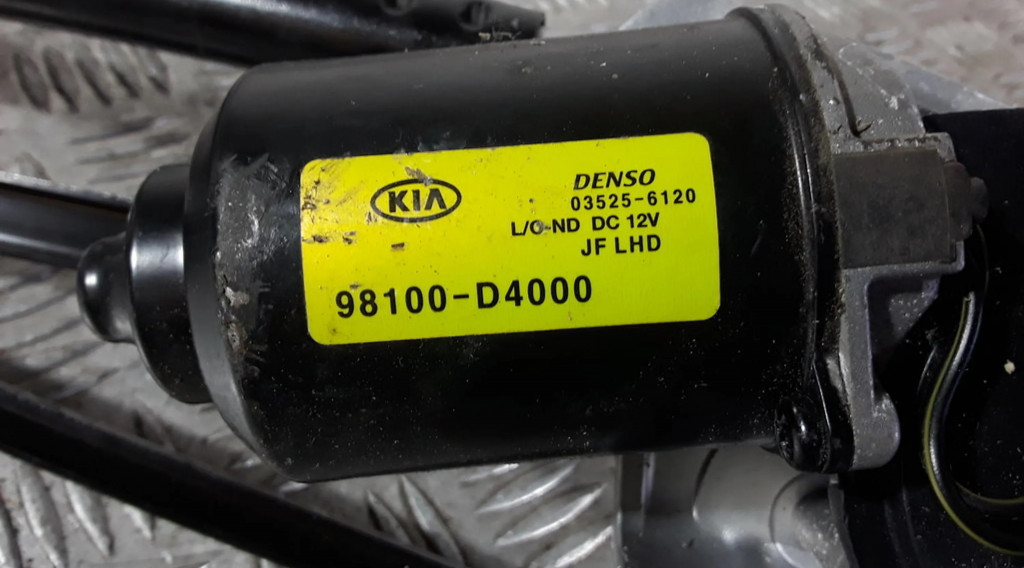 KIA
DENSO
03525-6120
L/O-ND DC 12V
JF LHD
98100-D4000